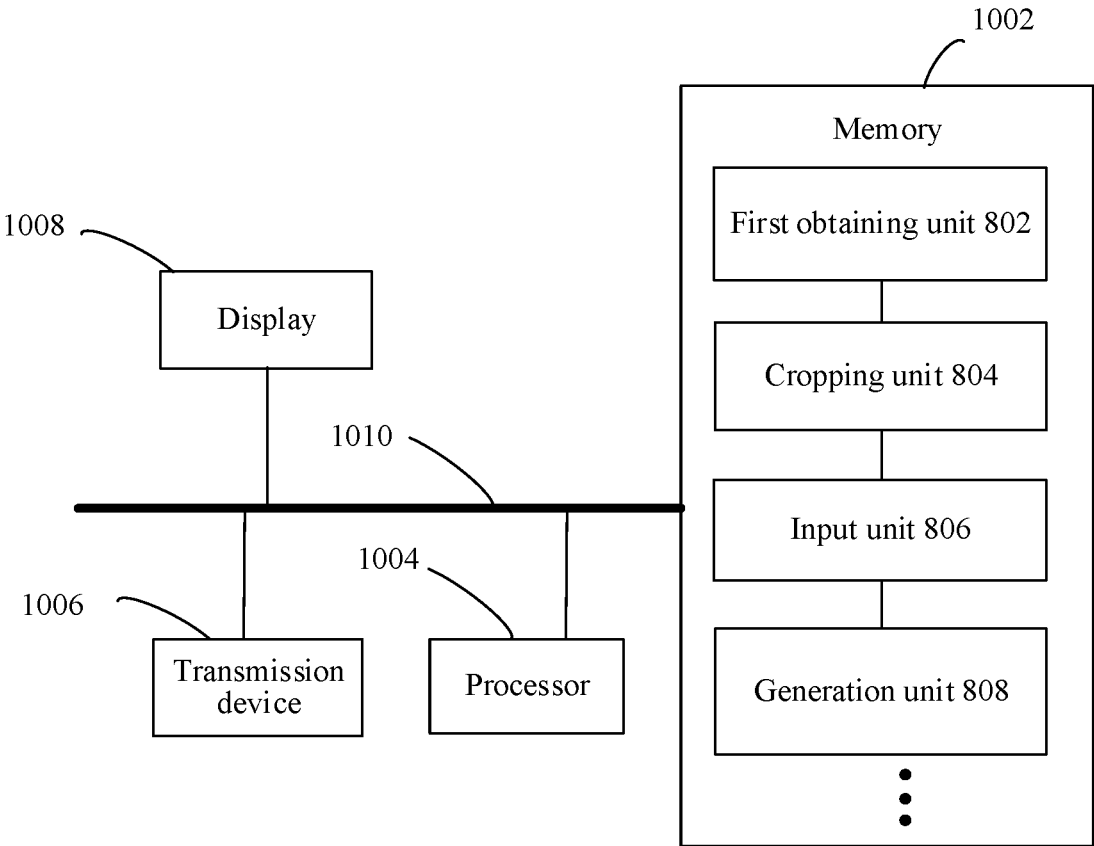 1002
Memory
First obtaining unit 802
1008
Display
Cropping unit 804
1010
Input unit 806
1004
1006
Transmission
device
Processor
Generation unit 808